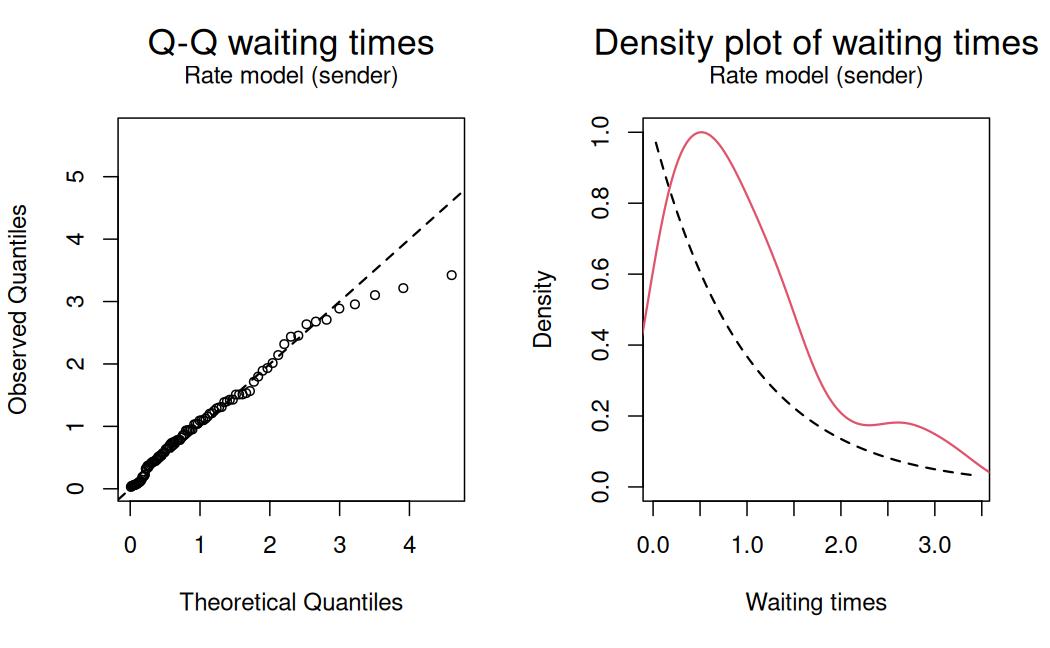 Q-Q waiting times
Rate model (sender)
Observed Quantiles
5
4
3
2
1
0
0 1 2 3 4
Theoretical Quantiles
Density plot of waiting times
Rate model (sender)
Density
1.0
0.8
0.6
0.4
0.2
0.0
0.0 1.0 2.0 3.0
Waiting times